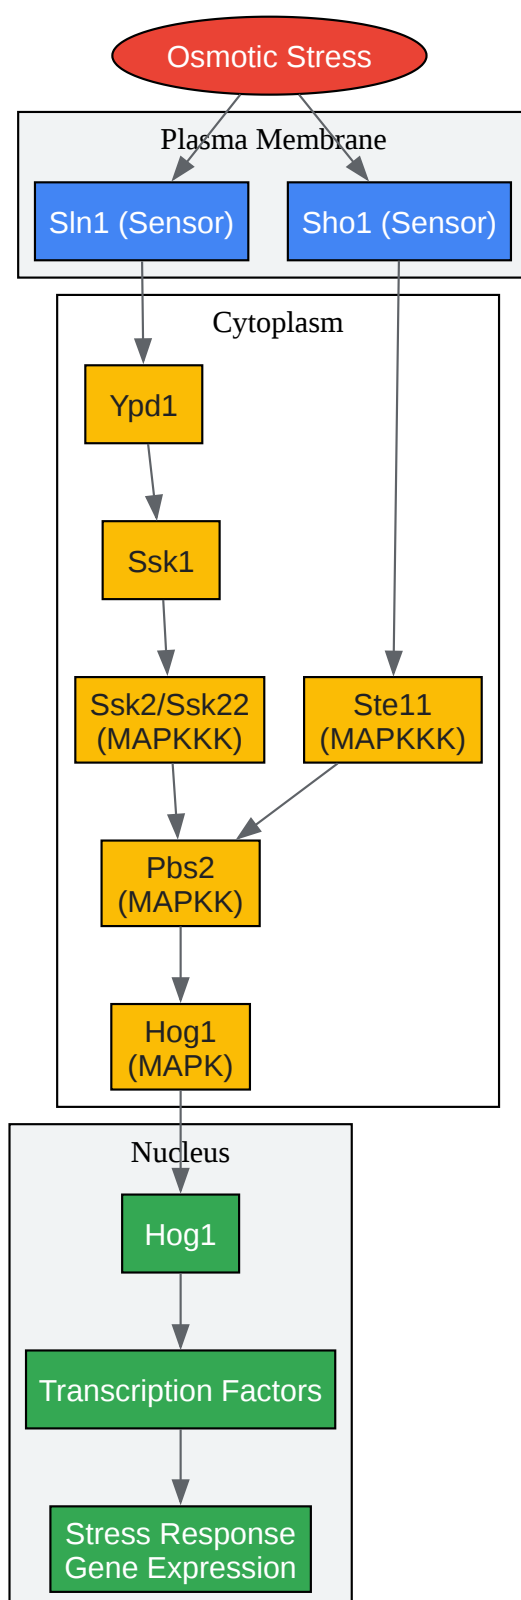 Osmotic Stress
Plasma Membrane
Sln1 (Sensor)
Sho1 (Sensor)
Cytoplasm
Ypd1
Ssk1
Ssk2/Ssk22
(MAPKKK)
Ste11
(MAPKKK)
Pbs2
(MAPKK)
Hog1
(MAPK)
Nucleus
Hog1
Transcription Factors
Stress Response
Gene Expression